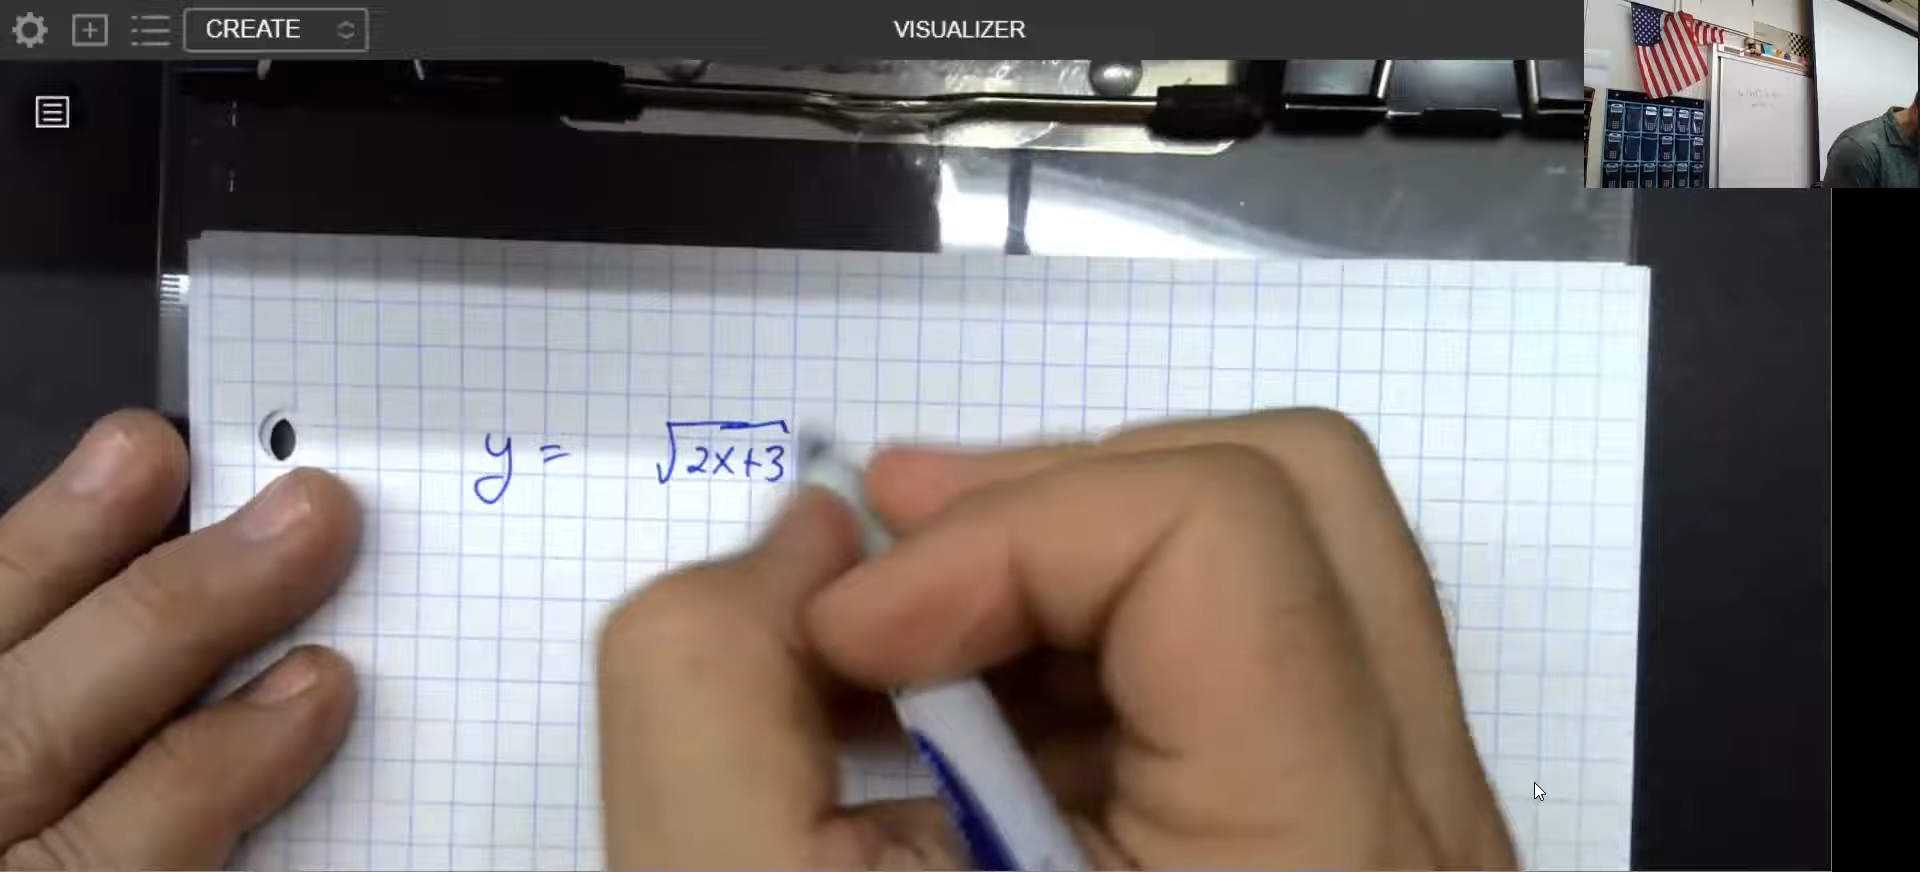 CREATE
VISUALIZER
y = √2x+3